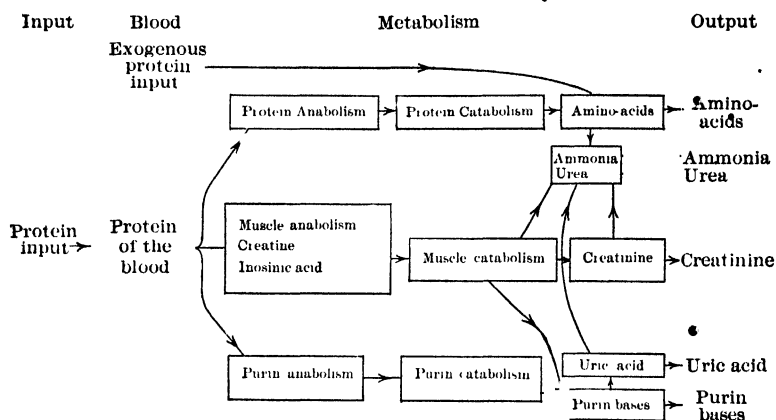 Input Blood Metabolism Output
Exogenous
protein
input
Protein Anabolism Protein Catabolism Amino-acids Amino-
acids
Ammonia
Urea
Ammonia
Urea
Protein
input
Protein
of the
blood
Muscle anabolism
Creatine
Inosinic acid
Muscle catabolism Creatinine Creatinine
Purin anabolism Purin catabolism Uric acid Uric acid
Purin bases Purin
bases